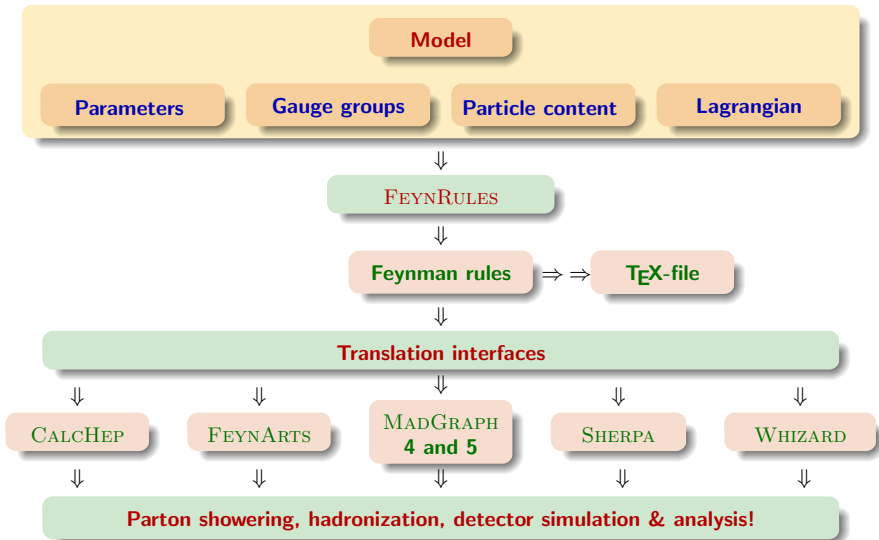 Model
Parameters
Gauge groups
Particle content
Lagrangian
⇓
FEYNRULES
⇓
Feynman rules
⇒ ⇒
TEX-file
⇓
Translation interfaces
⇓ ⇓ ⇓ ⇓ ⇓
CALCHEP
FEYNARTS
MADGRAPH
4 and 5
SHERPA
WHIZARD
⇓ ⇓ ⇓ ⇓ ⇓
Parton showering, hadronization, detector simulation & analysis!